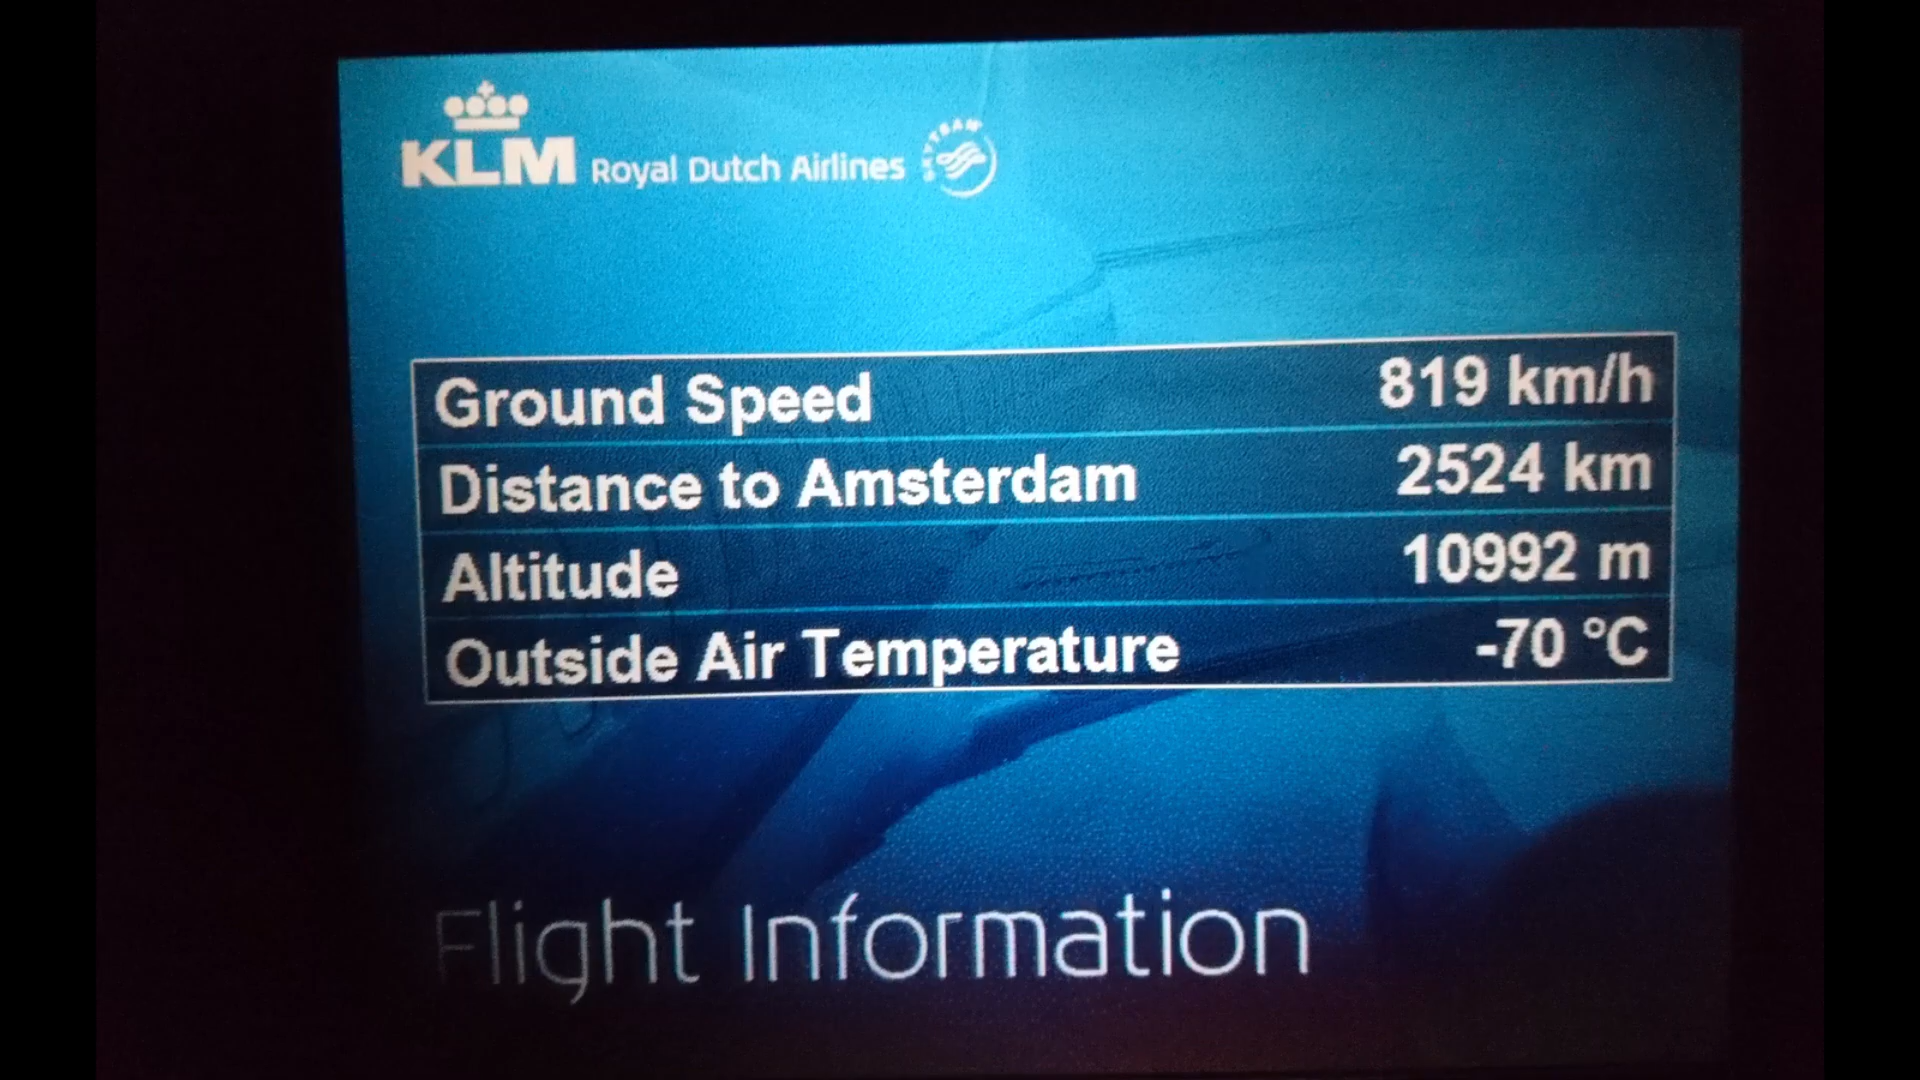 KLM Royal Dutch Airlines SKYTEAM
Ground Speed 819 km/h
Distance to Amsterdam 2524 km
Altitude 10992 m
Outside Air Temperature -70 °C
Flight Information